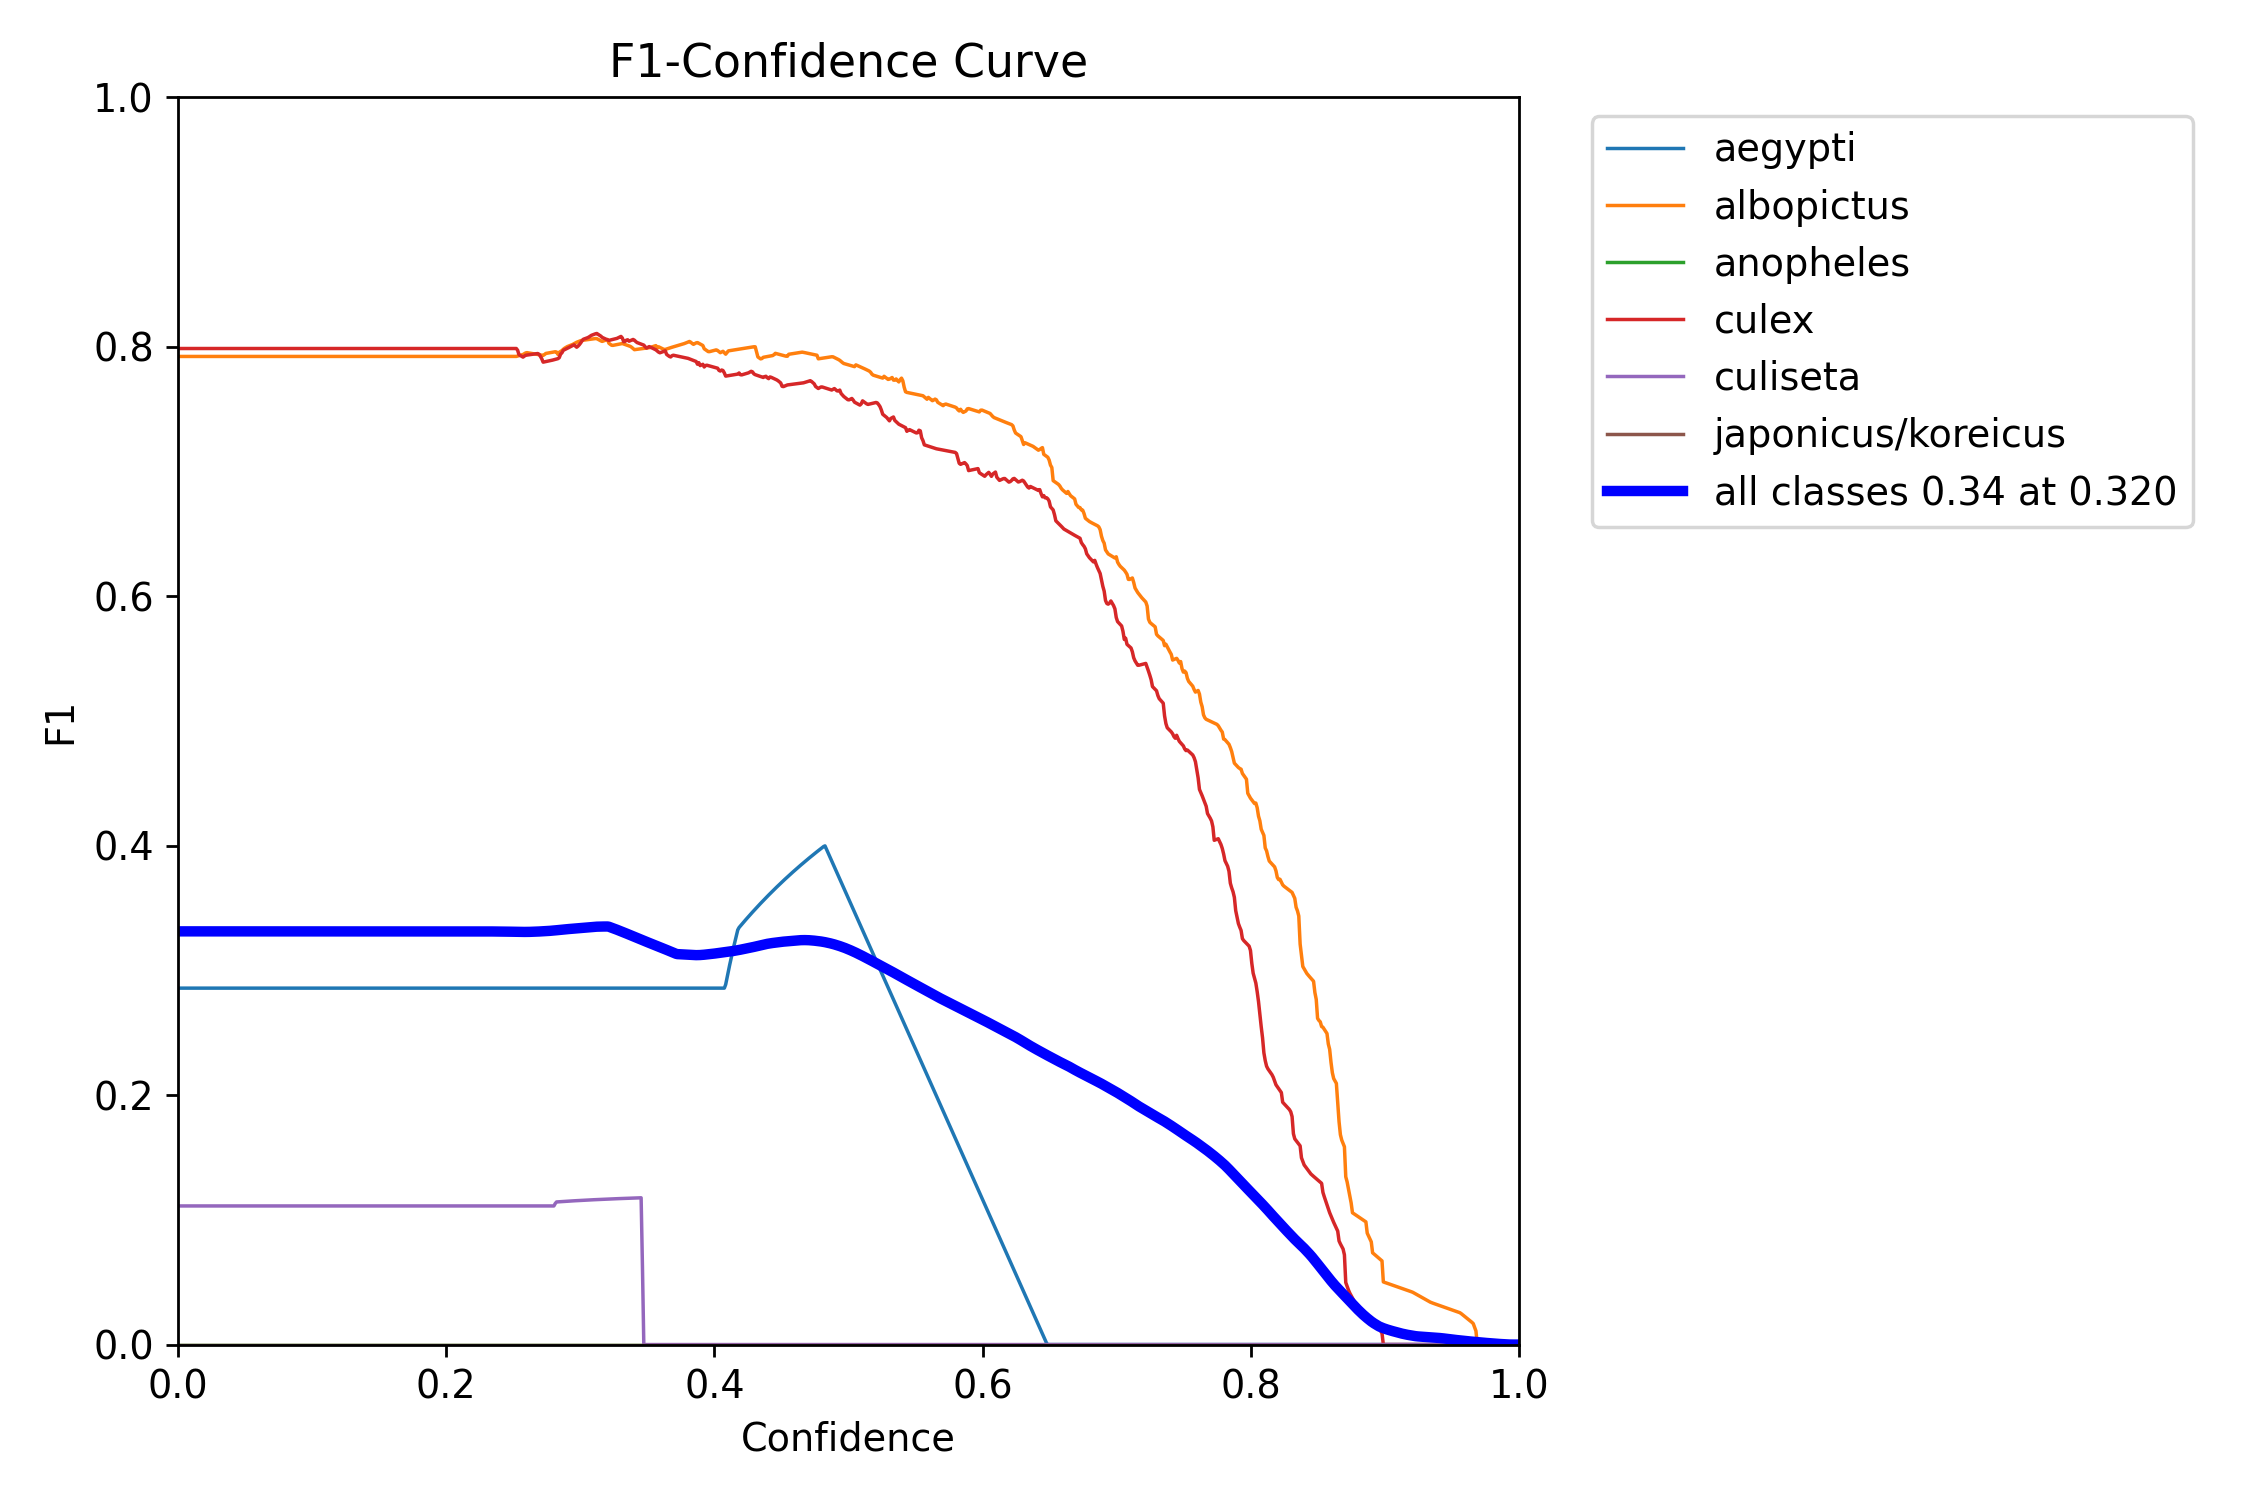 F1-Confidence Curve
1.0
0.8
0.6
0.4
0.2
0.0
F1
0.0 0.2 0.4 0.6 0.8 1.0
Confidence
aegypti
albopictus
anopheles
culex
culiseta
japonicus/koreicus
all classes 0.34 at 0.320